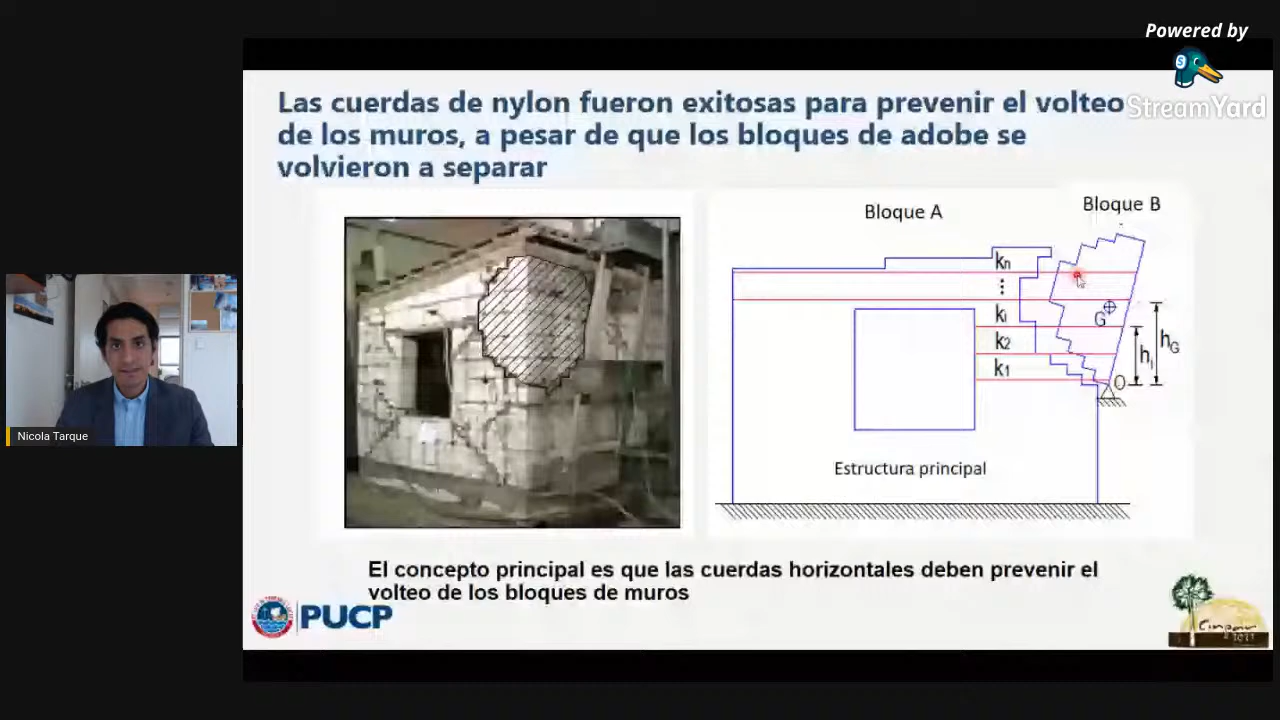 Powered by
StreamYard
Las cuerdas de nylon fueron exitosas para prevenir el volteo
de los muros, a pesar de que los bloques de adobe se
volvieron a separar
Bloque A
Bloque B
kn
⋮
ki
k2
k1
G
hi
hG
O
Estructura principal
Nicola Tarque
El concepto principal es que las cuerdas horizontales deben prevenir el
volteo de los bloques de muros
PUCP